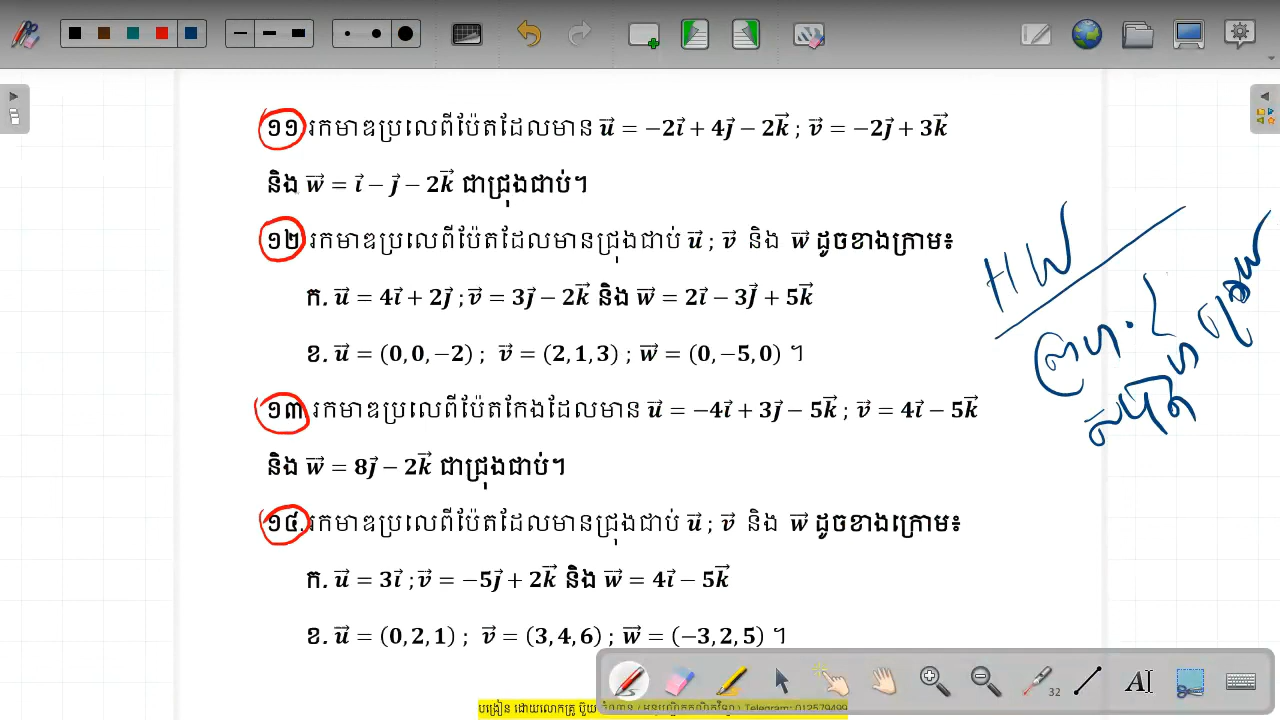 ១១.រកមាឌប្រលេពីប៉ែតដែលមាន u⃗ = −2i⃗ + 4j⃗ − 2k⃗ ; v⃗ = −2j⃗ + 3k⃗
និង w⃗ = i⃗ − j⃗ − 2k⃗ ជាជ្រុងជាប់។
១២.រកមាឌប្រលេពីប៉ែតដែលមានជ្រុងជាប់ u⃗ ; v⃗ និង w⃗ ដូចខាងក្រាម៖
ក. u⃗ = 4i⃗ + 2j⃗ ; v⃗ = 3j⃗ − 2k⃗ និង w⃗ = 2i⃗ − 3j⃗ + 5k⃗
ខ. u⃗ = (0, 0, −2) ; v⃗ = (2, 1, 3) ; w⃗ = (0, −5, 0) ។
១៣.រកមាឌប្រលេពីប៉ែតកែងដែលមាន u⃗ = −4i⃗ + 3j⃗ − 5k⃗ ; v⃗ = 4i⃗ − 5k⃗
និង w⃗ = 8j⃗ − 2k⃗ ជាជ្រុងជាប់។
១៤.រកមាឌប្រលេពីប៉ែតដែលមានជ្រុងជាប់ u⃗ ; v⃗ និង w⃗ ដូចខាងក្រោម៖
ក. u⃗ = 3i⃗ ; v⃗ = −5j⃗ + 2k⃗ និង w⃗ = 4i⃗ − 5k⃗
ខ. u⃗ = (0, 2, 1) ; v⃗ = (3, 4, 6) ; w⃗ = (−3, 2, 5) ។
HW
32
AI
Telegram: 012579499